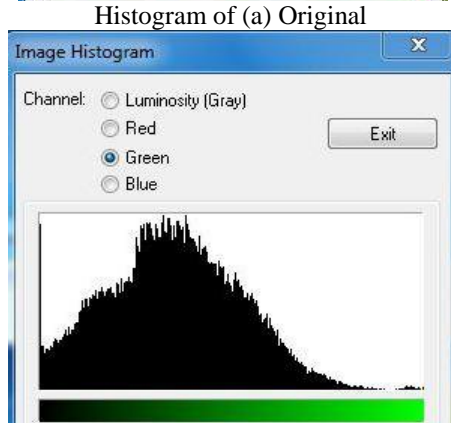 Histogram of (a) Original
Image Histogram
x
Channel: Luminosity (Gray)
Red
Exit
Green
Blue